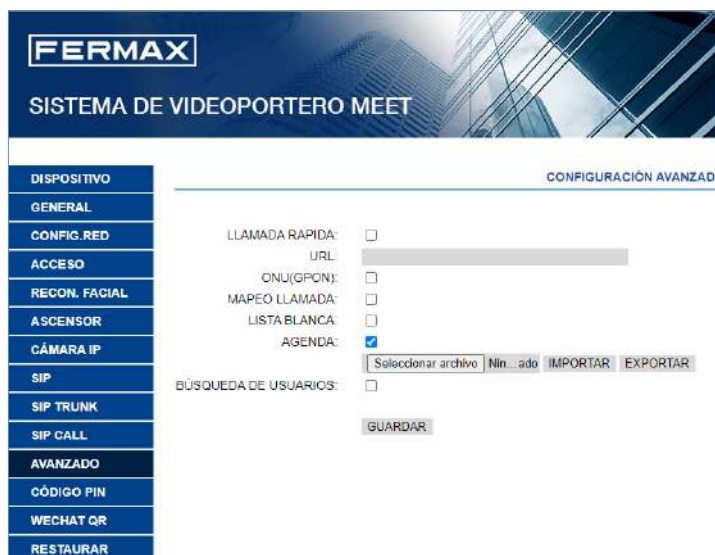 FERMAX
SISTEMA DE VIDEOPORTERO MEET
DISPOSITIVO
GENERAL
CONFIG.RED
ACCESO
RECON. FACIAL
ASCENSOR
CÁMARA IP
SIP
SIP TRUNK
SIP CALL
AVANZADO
CÓDIGO PIN
WECHAT QR
RESTAURAR
CONFIGURACIÓN AVANZAD
LLAMADA RAPIDA:
URL:
ONU(GPON):
MAPEO LLAMADA:
LISTA BLANCA:
AGENDA:
Seleccionar archivo Nin...ado IMPORTAR EXPORTAR
BÚSQUEDA DE USUARIOS:
GUARDAR